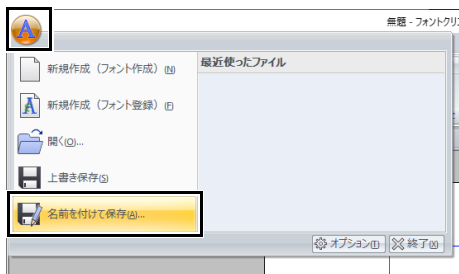 無題 - フォントクリ
新規作成（フォント作成）(N)
最近使ったファイル
新規作成（フォント登録）(F)
開く(O)...
上書き保存(S)
名前を付けて保存(A)...
オプション(I) 終了(X)